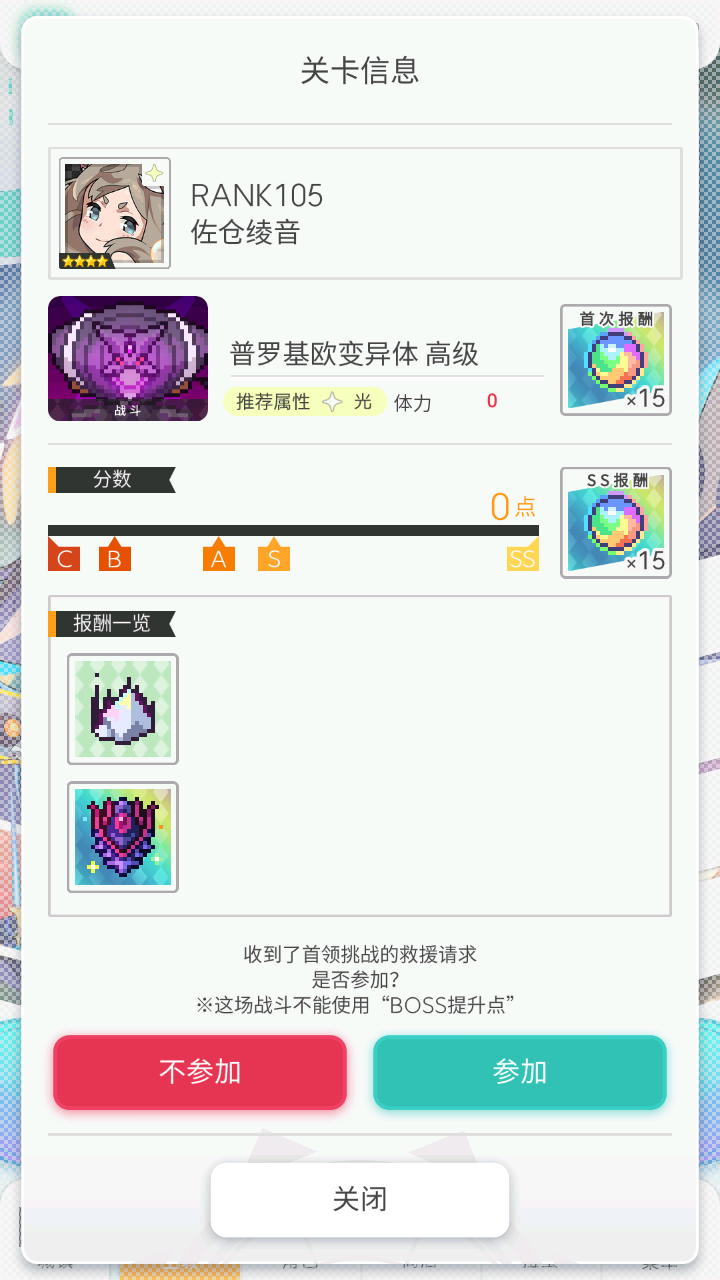 关卡信息
RANK105
佐仓绫音
首次报酬
×15
普罗基欧变异体 高级
战斗
推荐属性 光 体力 0
分数
SS报酬
×15
0点
C B A S SS
报酬一览
收到了首领挑战的救援请求
是否参加？
※这场战斗不能使用“BOSS提升点”
不参加 参加
关闭